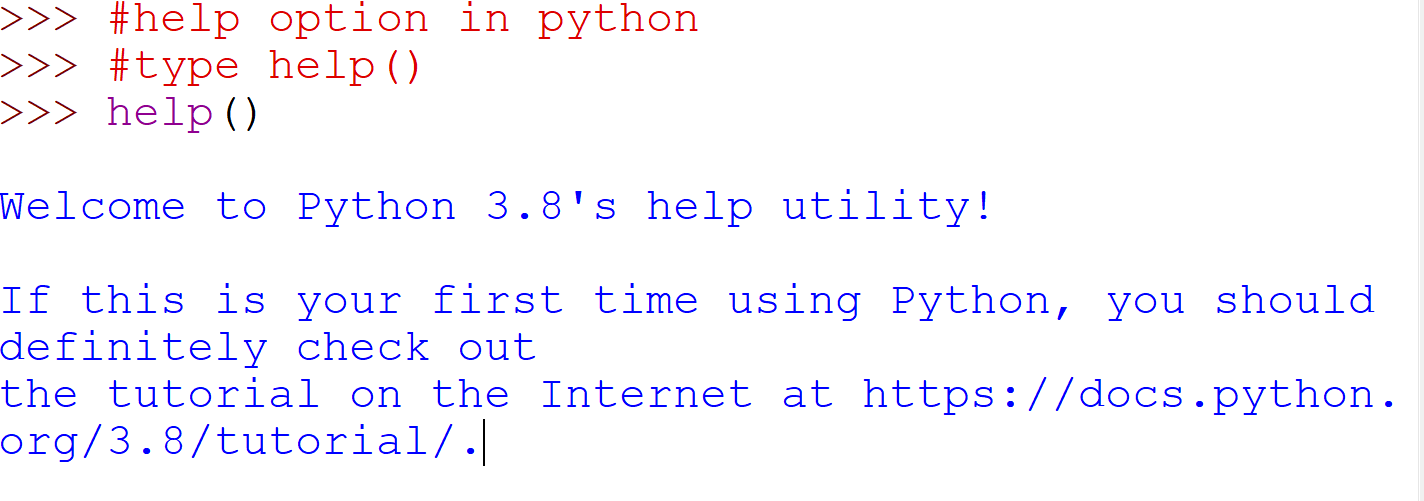 >>> #help option in python
>>> #type help()
>>> help()
Welcome to Python 3.8's help utility!
If this is your first time using Python, you should
definitely check out
the tutorial on the Internet at https://docs.python.
org/3.8/tutorial/.